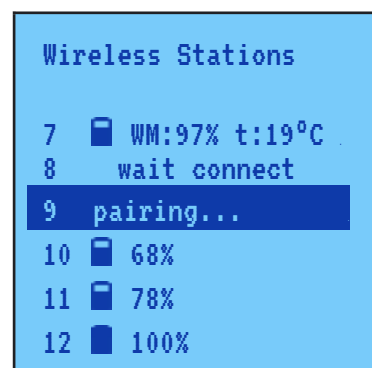 Wireless Stations
7 WM:97% t:19°C
8 wait connect
9 pairing...
10 68%
11 78%
12 100%